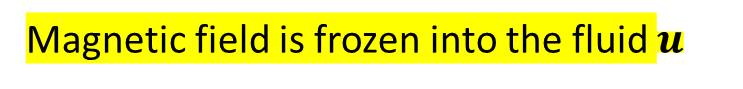 Magnetic field is frozen into the fluid u